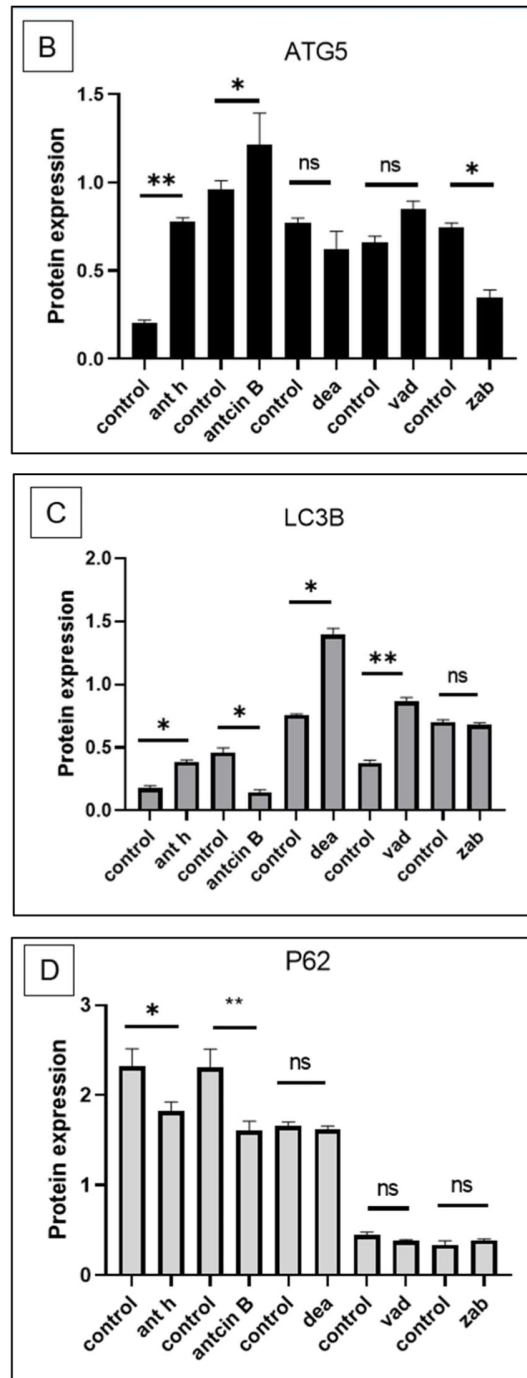 B
ATG5
Protein expression
1.5
1.0
0.5
0.0
** * ns ns *
control ant h control antcin B control dea control vad control zab
C
LC3B
Protein expression
2.0
1.5
1.0
0.5
0.0
* * * ** ns
control ant h control antcin B control dea control vad control zab
D
P62
Protein expression
3
2
1
0
* ** ns ns ns
control ant h control antcin B control dea control vad control zab